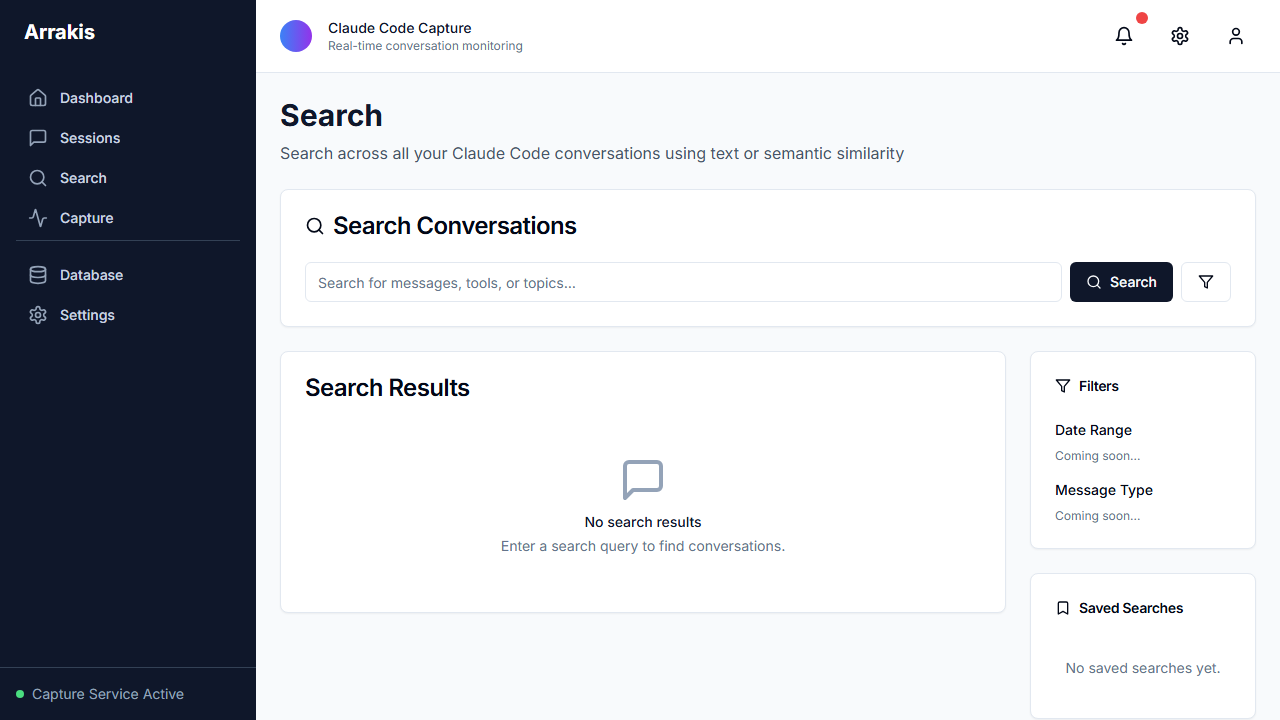 Arrakis
Dashboard
Sessions
Search
Capture
Database
Settings
Capture Service Active
Claude Code Capture
Real-time conversation monitoring
Search
Search across all your Claude Code conversations using text or semantic similarity
Search Conversations
Search for messages, tools, or topics...
Search
Search Results
No search results
Enter a search query to find conversations.
Filters
Date Range
Coming soon...
Message Type
Coming soon...
Saved Searches
No saved searches yet.